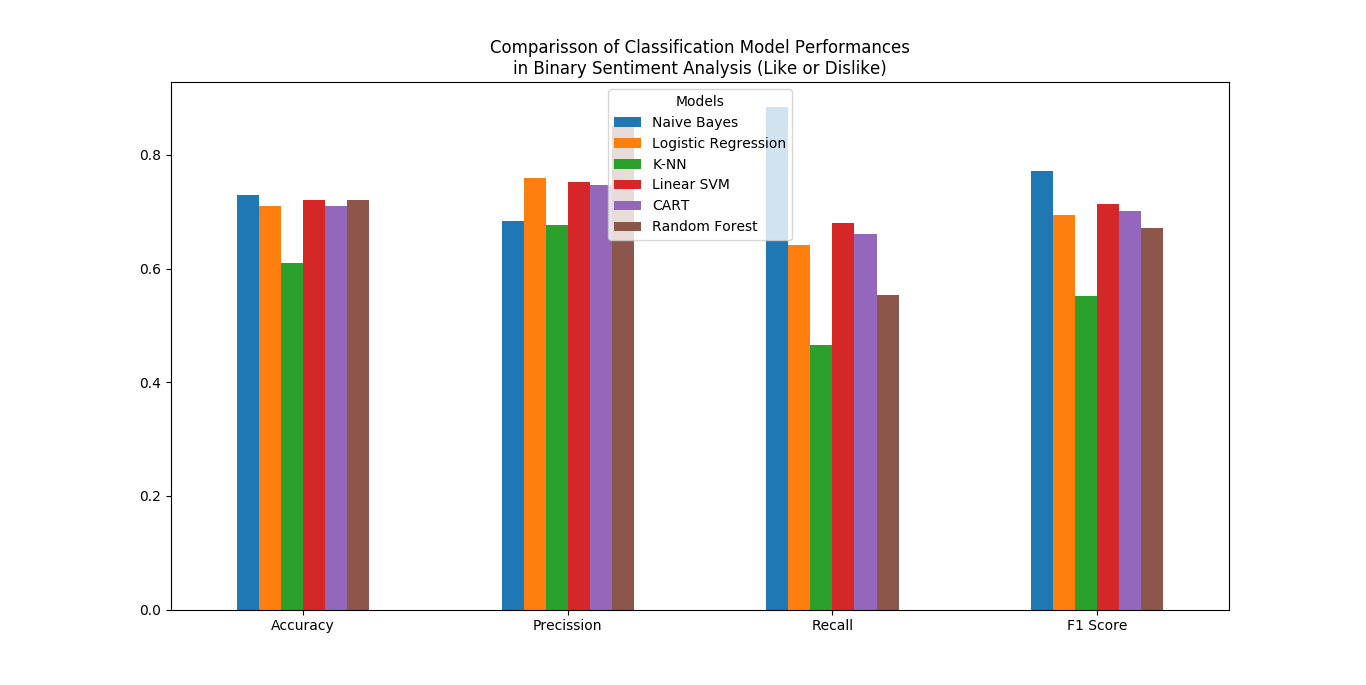 Comparisson of Classification Model Performances
in Binary Sentiment Analysis (Like or Dislike)
Models
Naive Bayes
Logistic Regression
K-NN
Linear SVM
CART
Random Forest
0.8
0.6
0.4
0.2
0.0
Accuracy
Precission
Recall
F1 Score